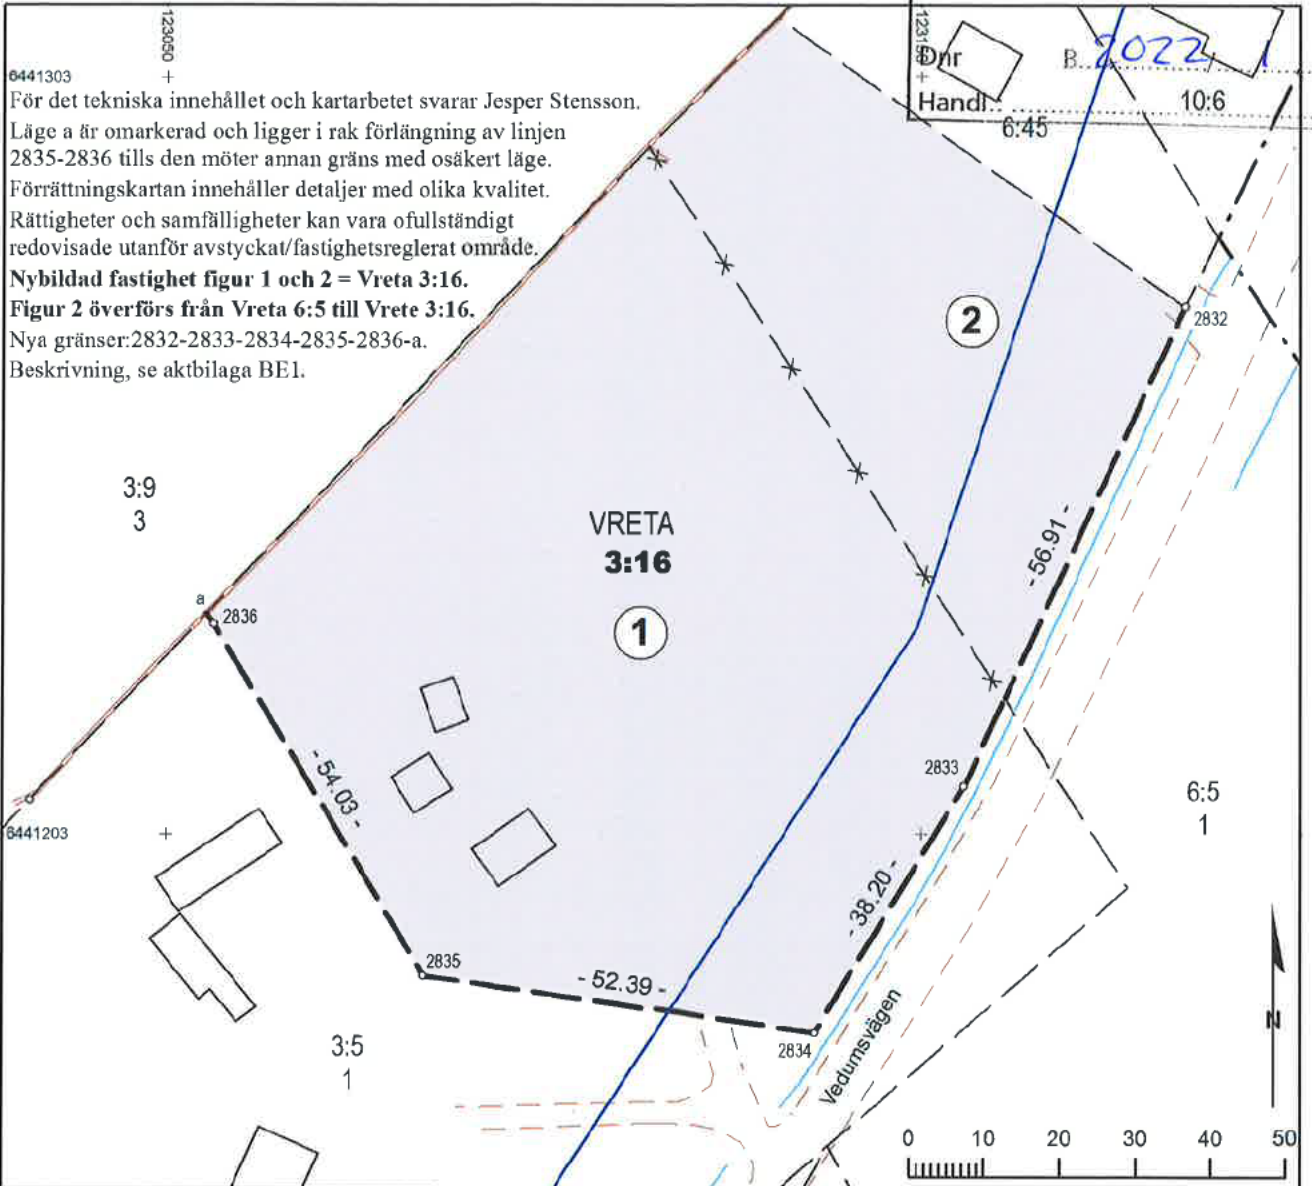 123050
123150
Dnr B. 2022
Handl.
10:6
6:45
6441303
För det tekniska innehållet och kartarbetet svarar Jesper Stensson.
Läge a är omarkerad och ligger i rak förlängning av linjen
2835-2836 tills den möter annan gräns med osäkert läge.
Förrättningskartan innehåller detaljer med olika kvalitet.
Rättigheter och samfälligheter kan vara ofullständigt
redovisade utanför avstyckat/fastighetsreglerat område.
Nybildad fastighet figur 1 och 2 = Vreta 3:16.
Figur 2 överförs från Vreta 6:5 till Vrete 3:16.
Nya gränser:2832-2833-2834-2835-2836-a.
Beskrivning, se aktbilaga BE1.
2
2832
3:9
3
VRETA
3:16
1
- 56.91 -
a
2836
- 54.03 -
2833
6:5
1
6441203
- 38.20 -
2835
- 52.39 -
2834
Vedumsvägen
3:5
1
N
0 10 20 30 40 50